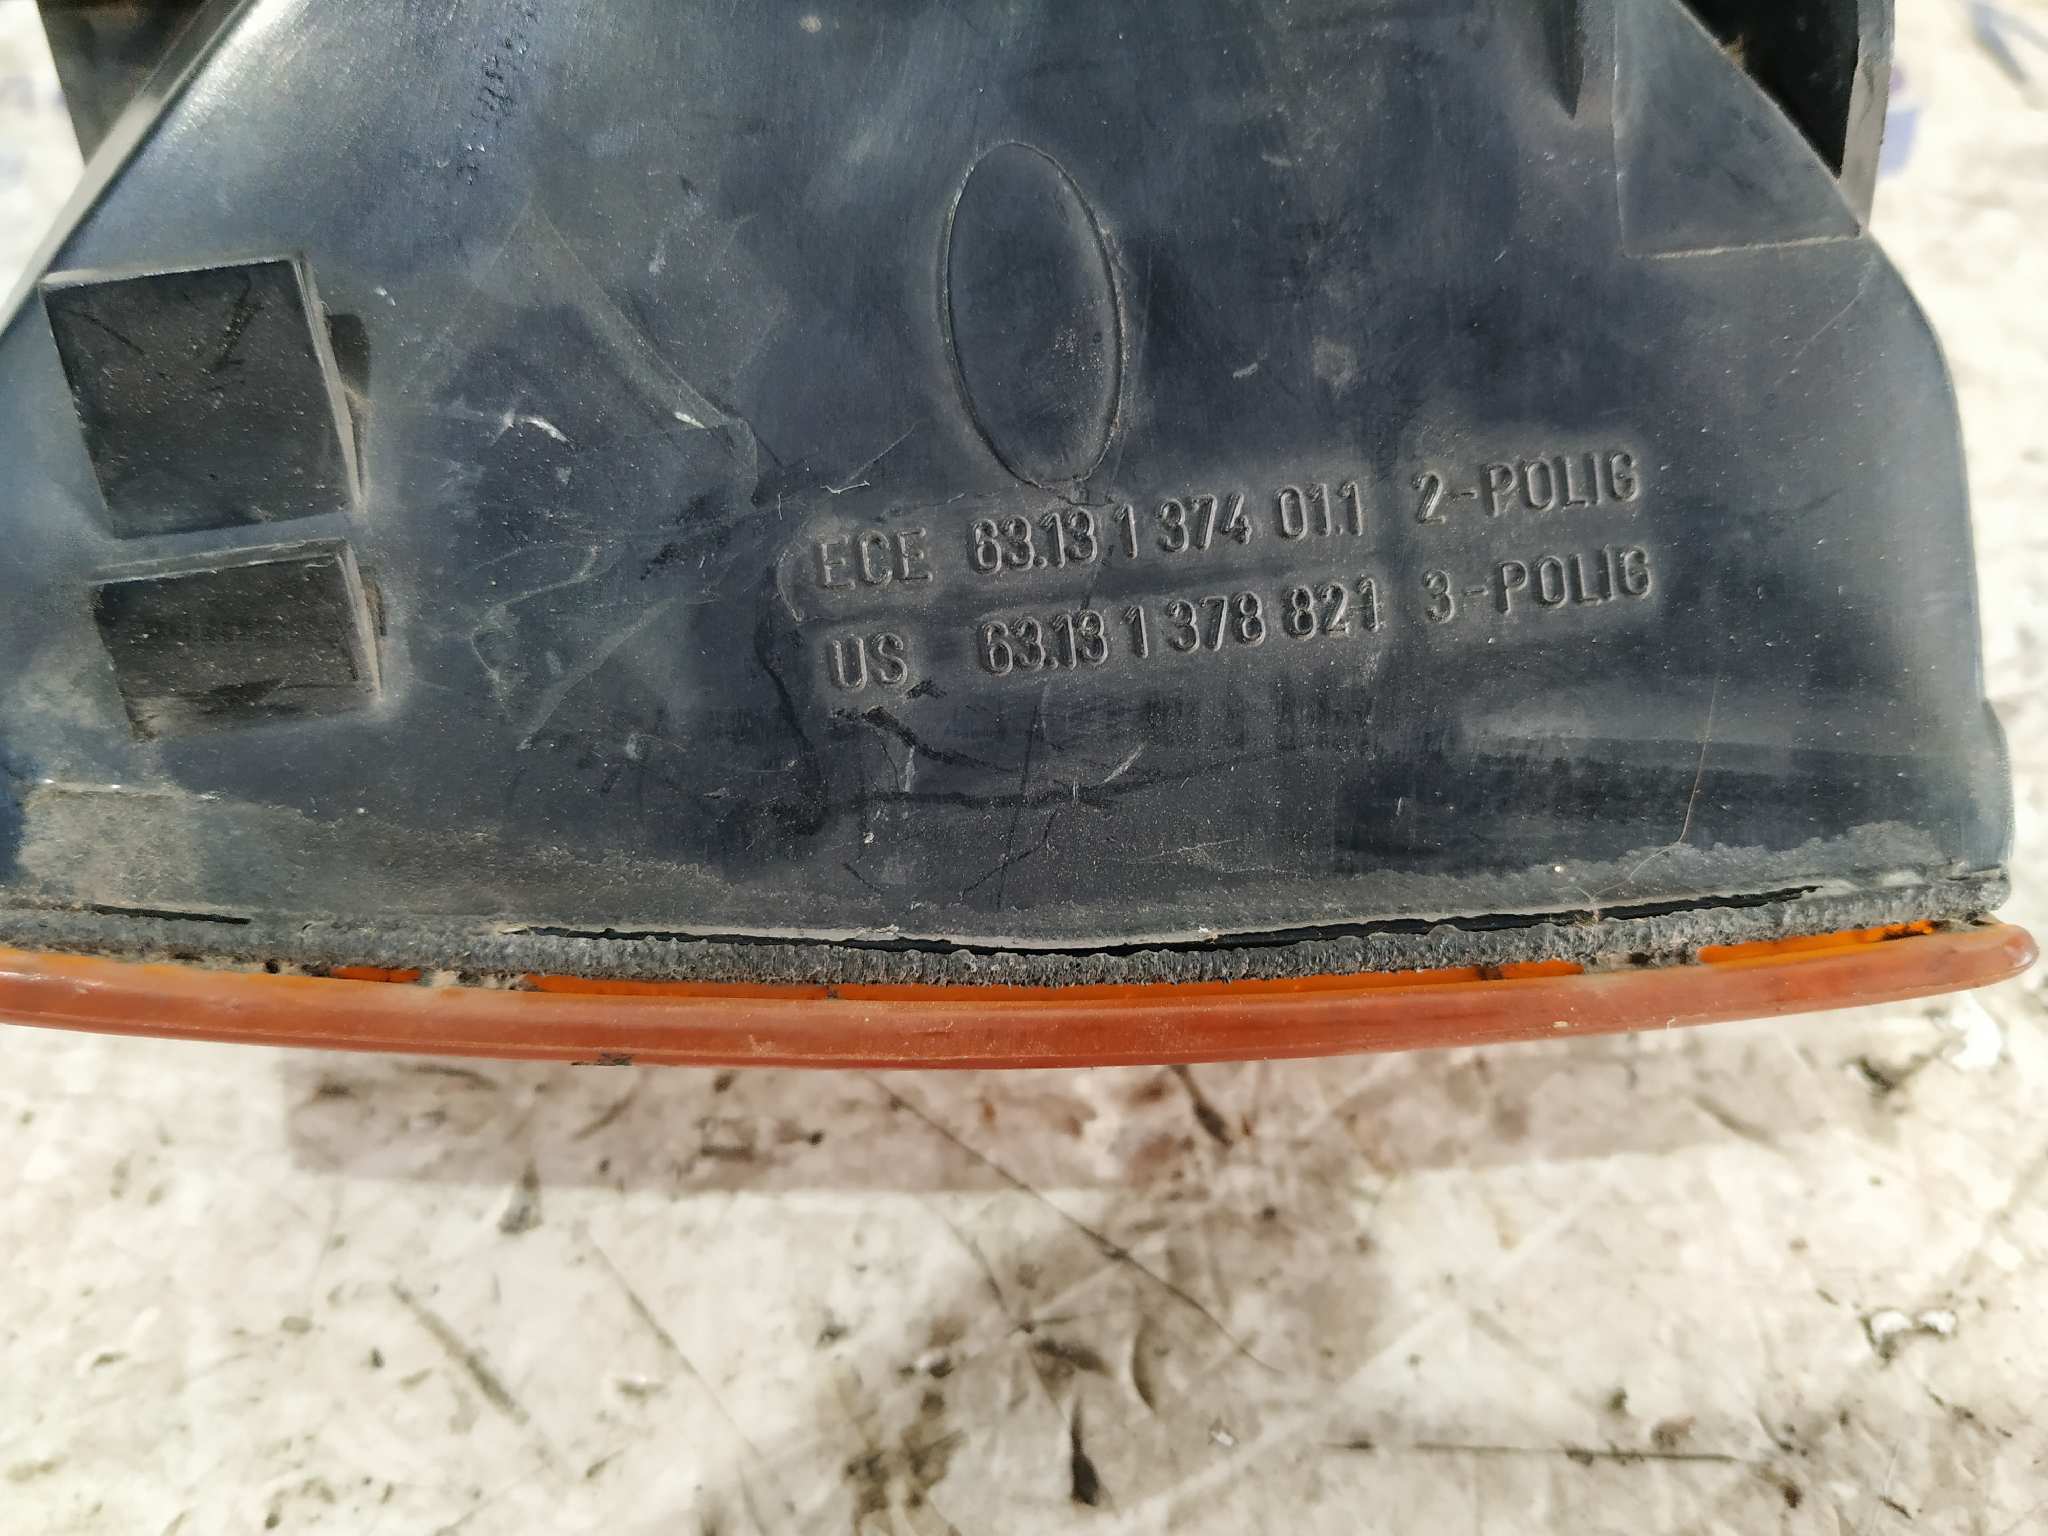 ECE 63.13 1 374 01.1 2-POLIG
US 63.13 1 378 821 3-POLIG